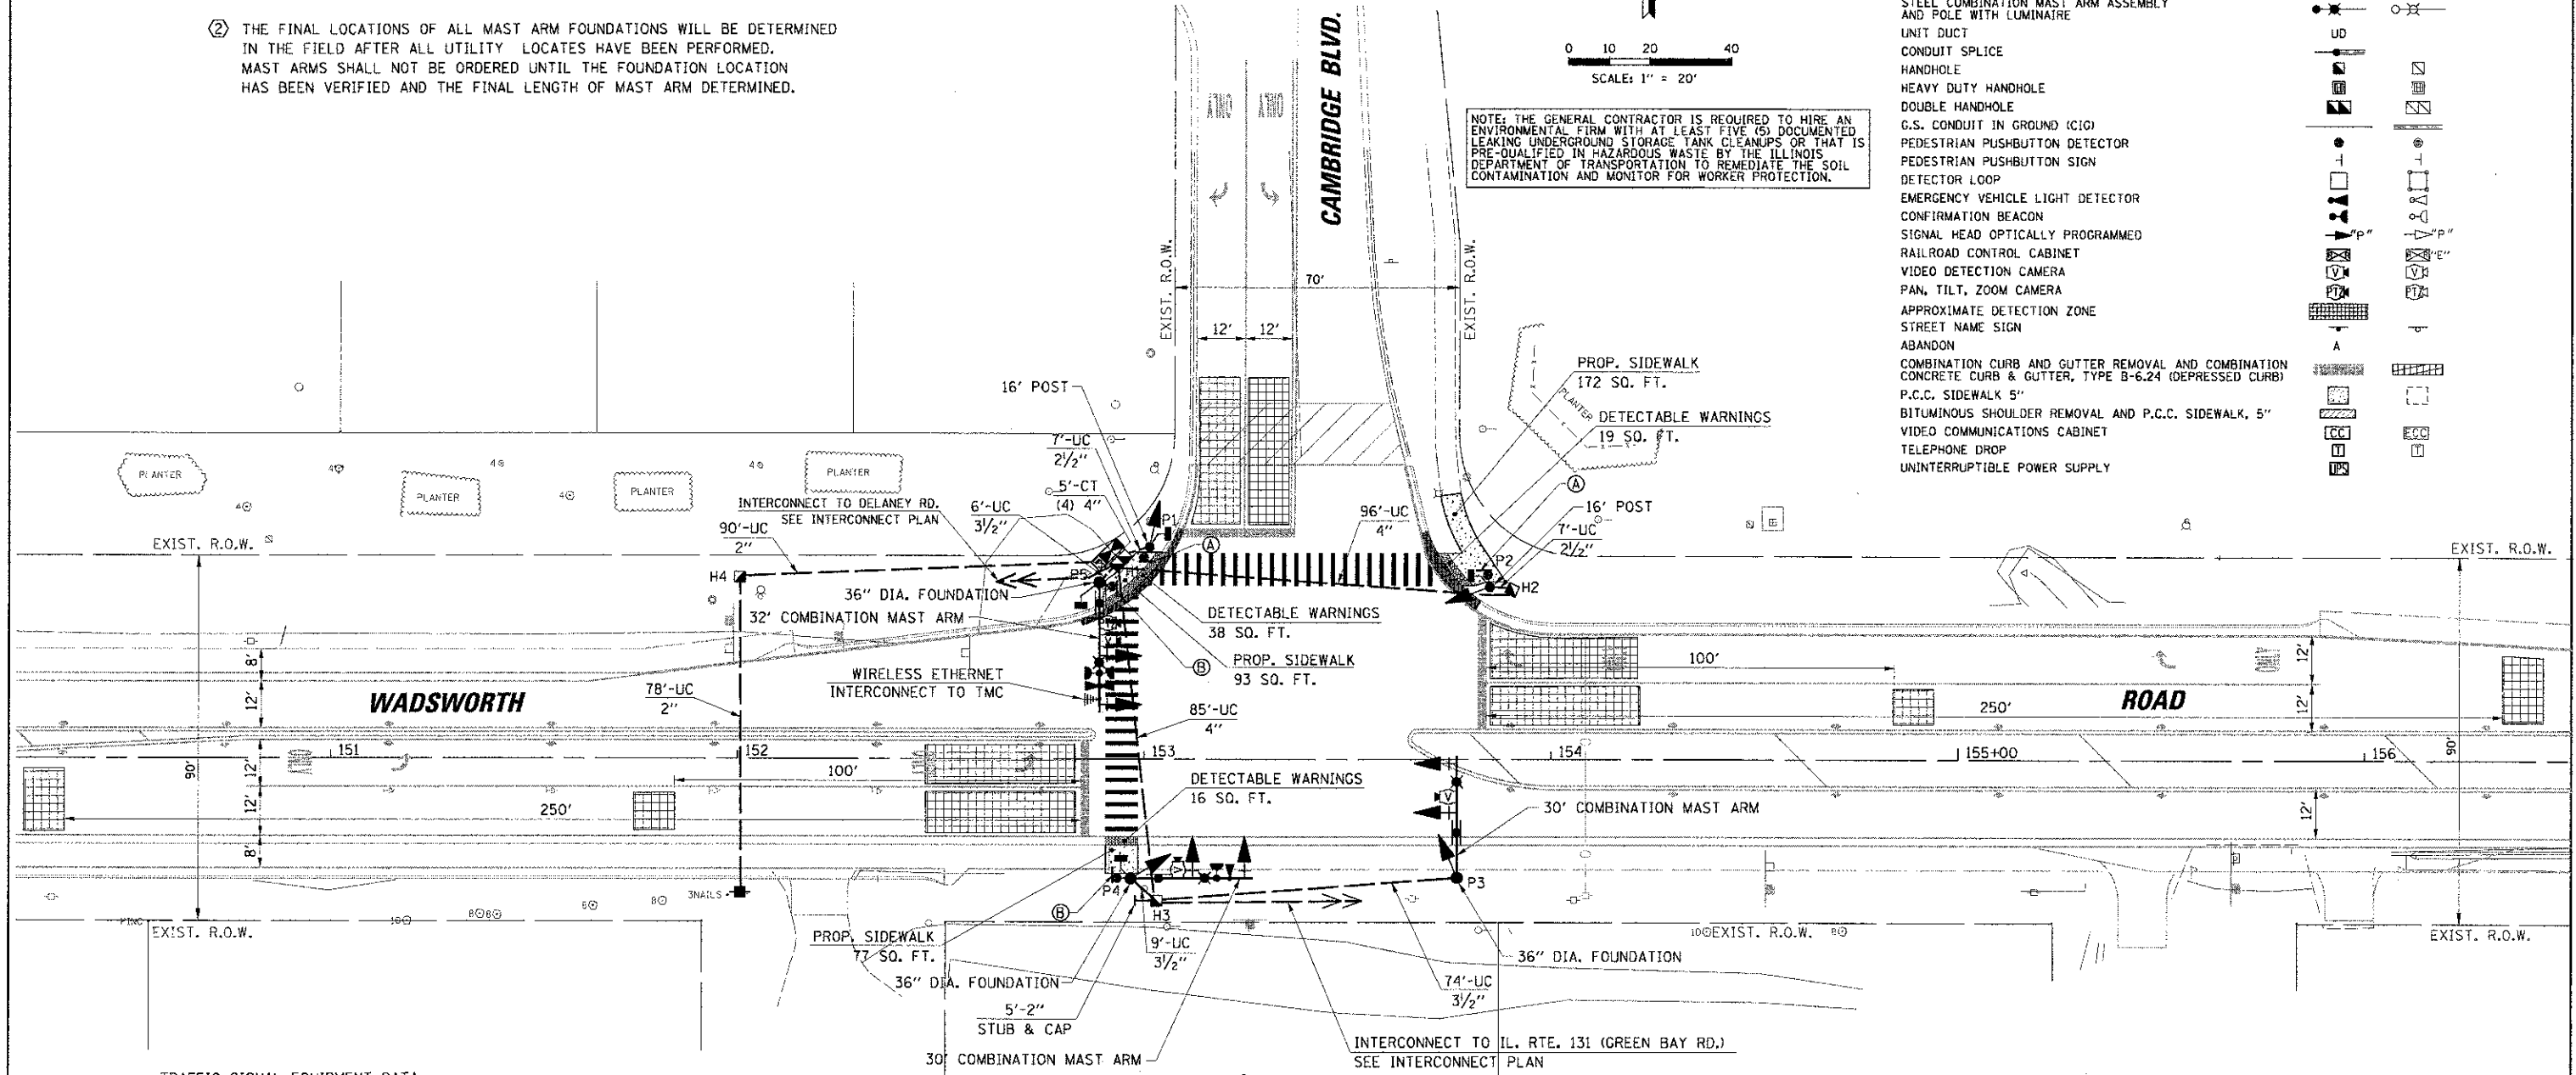 ② THE FINAL LOCATIONS OF ALL MAST ARM FOUNDATIONS WILL BE DETERMINED
IN THE FIELD AFTER ALL UTILITY LOCATES HAVE BEEN PERFORMED.
MAST ARMS SHALL NOT BE ORDERED UNTIL THE FOUNDATION LOCATION
HAS BEEN VERIFIED AND THE FINAL LENGTH OF MAST ARM DETERMINED.
CAMBRIDGE BLVD.
0 10 20 40
SCALE: 1" = 20'
NOTE: THE GENERAL CONTRACTOR IS REQUIRED TO HIRE AN
ENVIRONMENTAL FIRM WITH AT LEAST FIVE (5) DOCUMENTED
LEAKING UNDERGROUND STORAGE TANK CLEANUPS OR THAT IS
PRE-QUALIFIED IN HAZARDOUS WASTE BY THE ILLINOIS
DEPARTMENT OF TRANSPORTATION TO REMEDIATE THE SOIL
CONTAMINATION AND MONITOR FOR WORKER PROTECTION.
STEEL COMBINATION MAST ARM ASSEMBLY
AND POLE WITH LUMINAIRE
UNIT DUCT UD
CONDUIT SPLICE
HANDHOLE
HEAVY DUTY HANDHOLE H H
DOUBLE HANDHOLE
G.S. CONDUIT IN GROUND (CIG)
PEDESTRIAN PUSHBUTTON DETECTOR
PEDESTRIAN PUSHBUTTON SIGN
DETECTOR LOOP
EMERGENCY VEHICLE LIGHT DETECTOR
CONFIRMATION BEACON
SIGNAL HEAD OPTICALLY PROGRAMMED "P" "P"
RAILROAD CONTROL CABINET "E"
VIDEO DETECTION CAMERA V V
PAN, TILT, ZOOM CAMERA PTZ PTZ
APPROXIMATE DETECTION ZONE
STREET NAME SIGN
ABANDON A
COMBINATION CURB AND GUTTER REMOVAL AND COMBINATION
CONCRETE CURB & GUTTER, TYPE B-6.24 (DEPRESSED CURB)
P.C.C. SIDEWALK 5"
BITUMINOUS SHOULDER REMOVAL AND P.C.C. SIDEWALK, 5"
VIDEO COMMUNICATIONS CABINET CC ECC
TELEPHONE DROP T T
UNINTERRUPTIBLE POWER SUPPLY UPS
EXIST. R.O.W.
EXIST. R.O.W.
70'
12' 12'
16' POST
7'-UC
2½"
5'-CT
(4) 4"
6'-UC
3½"
P1
PROP. SIDEWALK
172 SQ. FT.
PLANTER
DETECTABLE WARNINGS
19 SQ. FT.
A
16' POST
7'-UC
2½"
P2
H2
96'-UC
4"
PLANTER
PLANTER
PLANTER
PLANTER
INTERCONNECT TO DELANEY RD.
SEE INTERCONNECT PLAN
90'-UC
2"
EXIST. R.O.W.
EXIST. R.O.W.
H4
P5
H1
A
36" DIA. FOUNDATION
32' COMBINATION MAST ARM
DETECTABLE WARNINGS
38 SQ. FT.
B
PROP. SIDEWALK
93 SQ. FT.
WIRELESS ETHERNET
INTERCONNECT TO TMC
85'-UC
4"
78'-UC
2"
8'
12'
WADSWORTH
ROAD
100'
250'
12'
12'
151 152 153 154 155+00 156
90'
12'
12'
8'
100'
250'
90'
12'
DETECTABLE WARNINGS
16 SQ. FT.
V
30' COMBINATION MAST ARM
3NAILS
P4
H3
P3
B
PINC
EXIST. R.O.W.
PROP. SIDEWALK
77 SQ. FT.
9'-UC
3½"
36" DIA. FOUNDATION
74'-UC
3½"
36" DIA. FOUNDATION
EXIST. R.O.W.
EXIST. R.O.W.
5'-2"
STUB & CAP
30' COMBINATION MAST ARM
INTERCONNECT TO IL. RTE. 131 (GREEN BAY RD.)
SEE INTERCONNECT PLAN